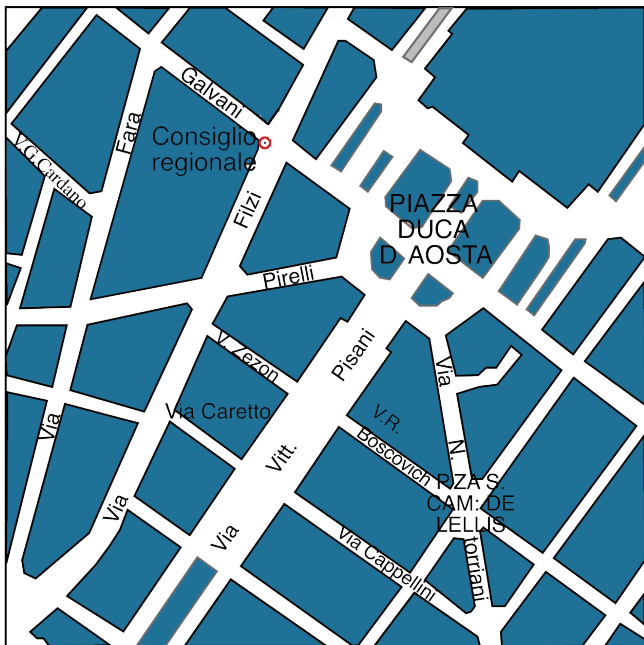 Galvani
Fara
Consiglio
regionale
V.G.Cardano
Filzi
PIAZZA
DUCA
D AOSTA
Pirelli
V. Zezon
Pisani
Via
Via Caretto
V.R.
Boscovich
Via
Vitt.
N.
P.ZA S.
CAM: DE
LELLIS
Via
Via
Via Cappellini
torriani